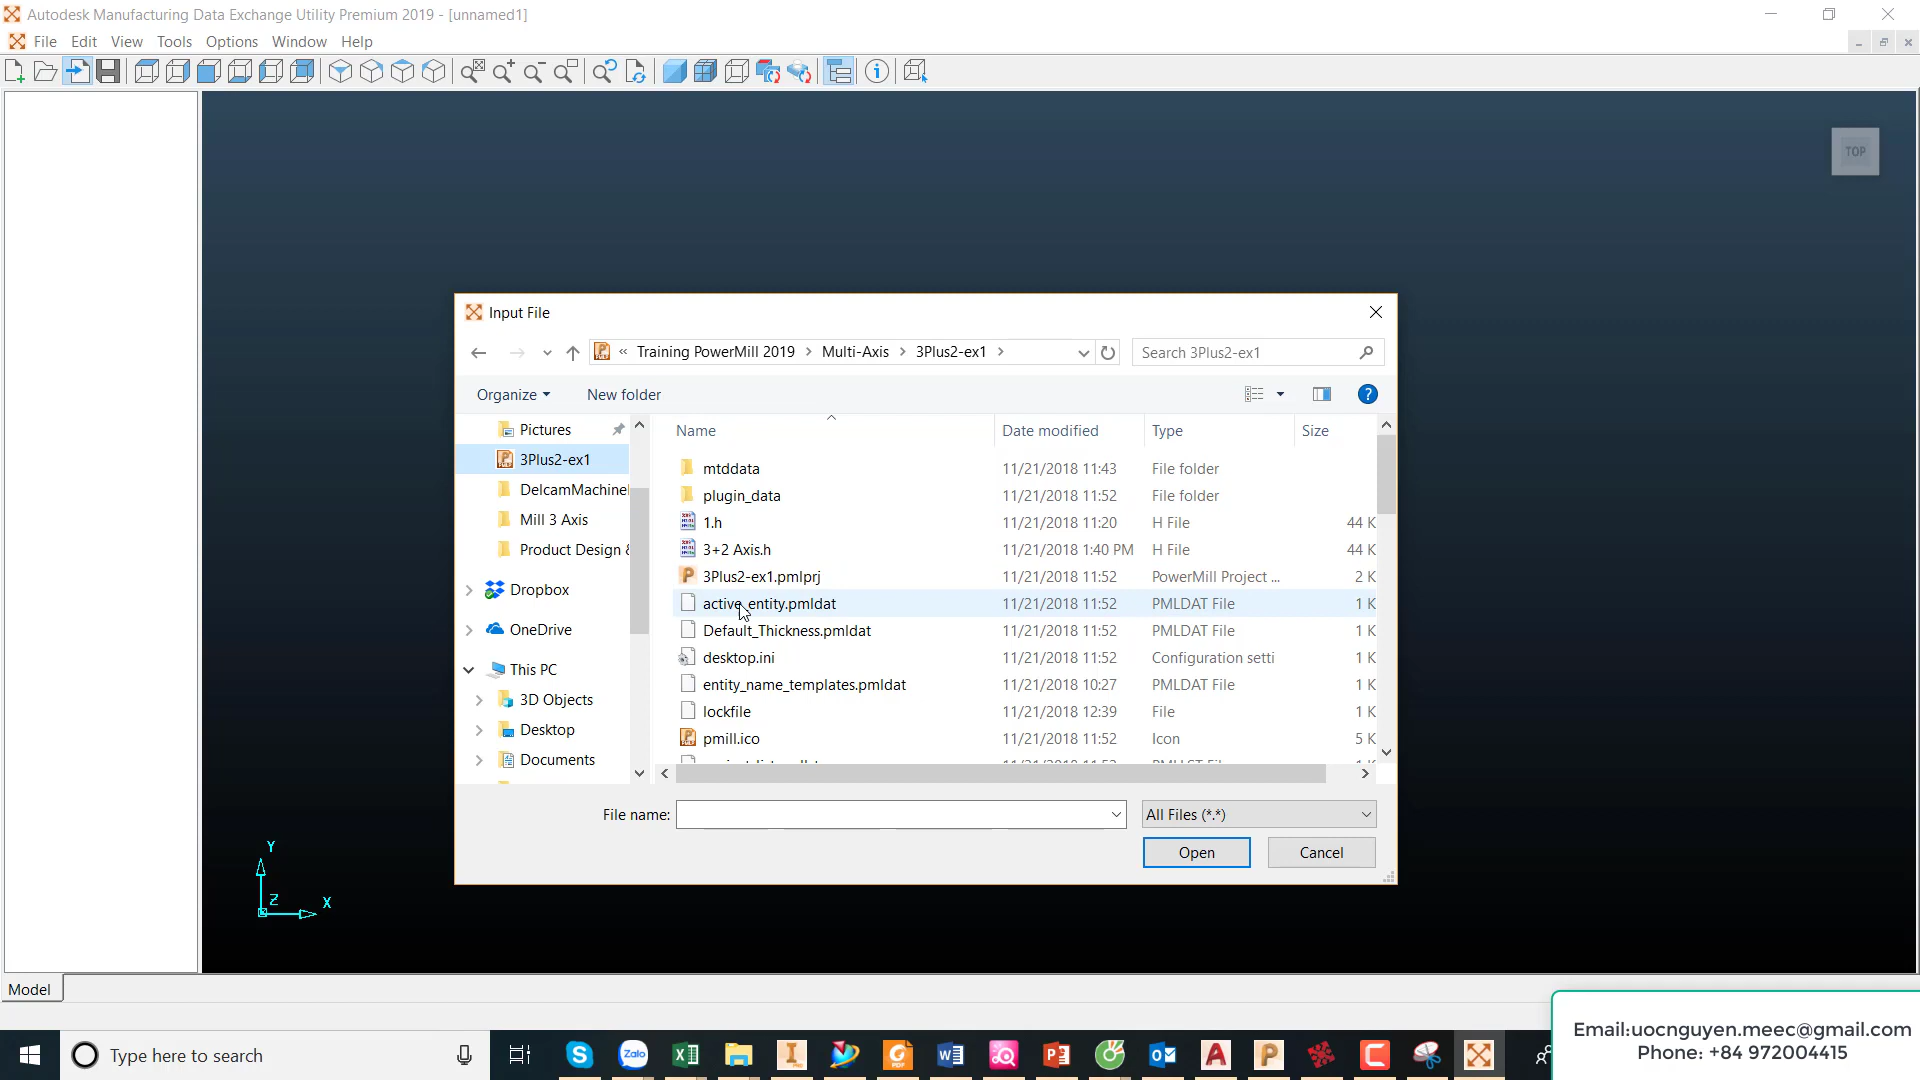 Autodesk Manufacturing Data Exchange Utility Premium 2019 - [unnamed1]
File Edit View Tools Options Window Help
TOP
Input File
« Training PowerMill 2019 > Multi-Axis > 3Plus2-ex1 >
Search 3Plus2-ex1
Organize New folder
Pictures
3Plus2-ex1
DelcamMachine
Mill 3 Axis
Product Design &
Dropbox
OneDrive
This PC
3D Objects
Desktop
Documents
Name Date modified Type Size
mtddata 11/21/2018 11:43 File folder
plugin_data 11/21/2018 11:52 File folder
1.h 11/21/2018 11:20 H File 44 K
3+2 Axis.h 11/21/2018 1:40 PM H File 44 K
3Plus2-ex1.pmlprj 11/21/2018 11:52 PowerMill Project ... 2 K
active_entity.pmldat 11/21/2018 11:52 PMLDAT File 1 K
Default_Thickness.pmldat 11/21/2018 11:52 PMLDAT File 1 K
desktop.ini 11/21/2018 11:52 Configuration setti 1 K
entity_name_templates.pmldat 11/21/2018 10:27 PMLDAT File 1 K
lockfile 11/21/2018 12:39 File 1 K
pmill.ico 11/21/2018 11:52 Icon 5 K
File name:
All Files (*.*)
Open Cancel
Y
Z
X
Model
Type here to search
Zalo
Email:uocnguyen.meec@gmail.com
Phone: +84 972004415